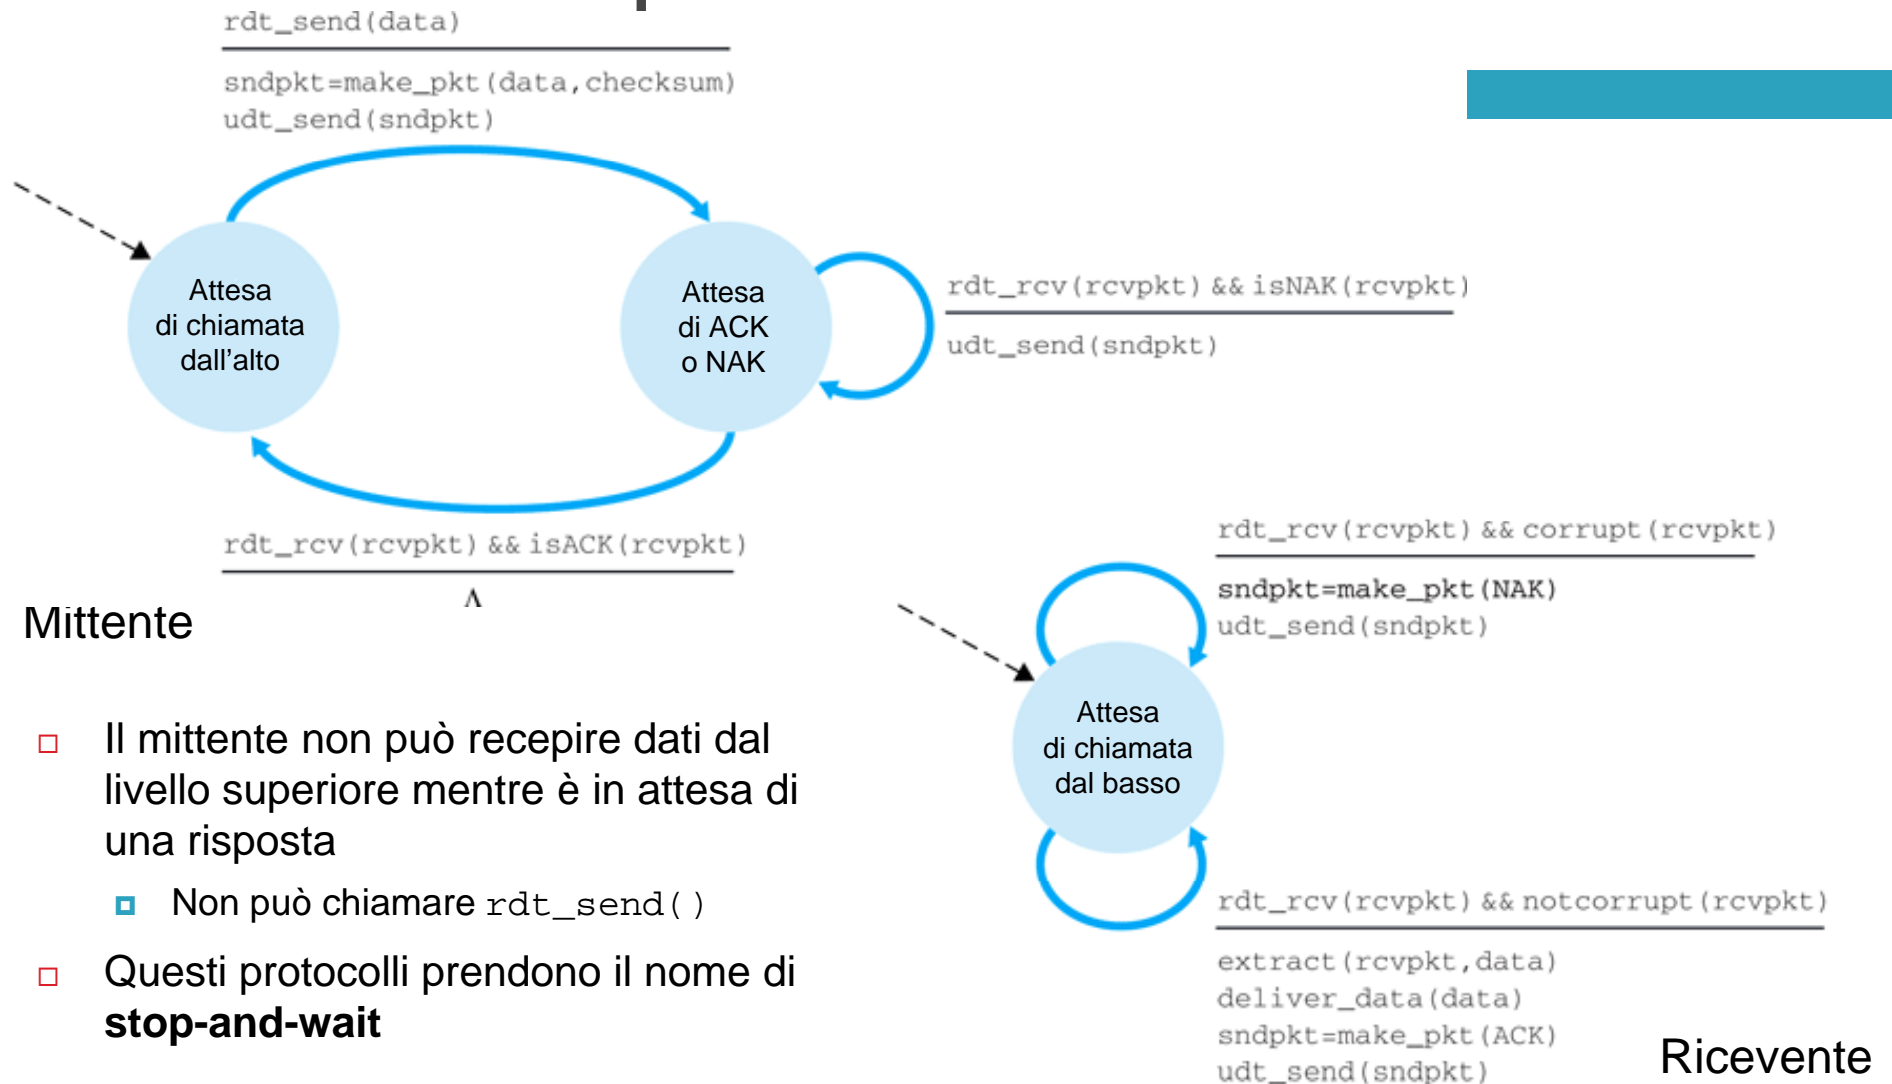 rdt_send(data)
sndpkt=make_pkt(data,checksum)
udt_send(sndpkt)
Attesa
di chiamata
dall'alto
Attesa
di ACK
o NAK
rdt_rcv(rcvpkt) && isNAK(rcvpkt)
udt_send(sndpkt)
rdt_rcv(rcvpkt) && isACK(rcvpkt)
Λ
Mittente
rdt_rcv(rcvpkt) && corrupt(rcvpkt)
sndpkt=make_pkt(NAK)
udt_send(sndpkt)
Attesa
di chiamata
dal basso
rdt_rcv(rcvpkt) && notcorrupt(rcvpkt)
extract(rcvpkt,data)
deliver_data(data)
sndpkt=make_pkt(ACK)
udt_send(sndpkt)
Ricevente
Il mittente non può recepire dati dal
livello superiore mentre è in attesa di
una risposta
Non può chiamare rdt_send()
Questi protocolli prendono il nome di
stop-and-wait